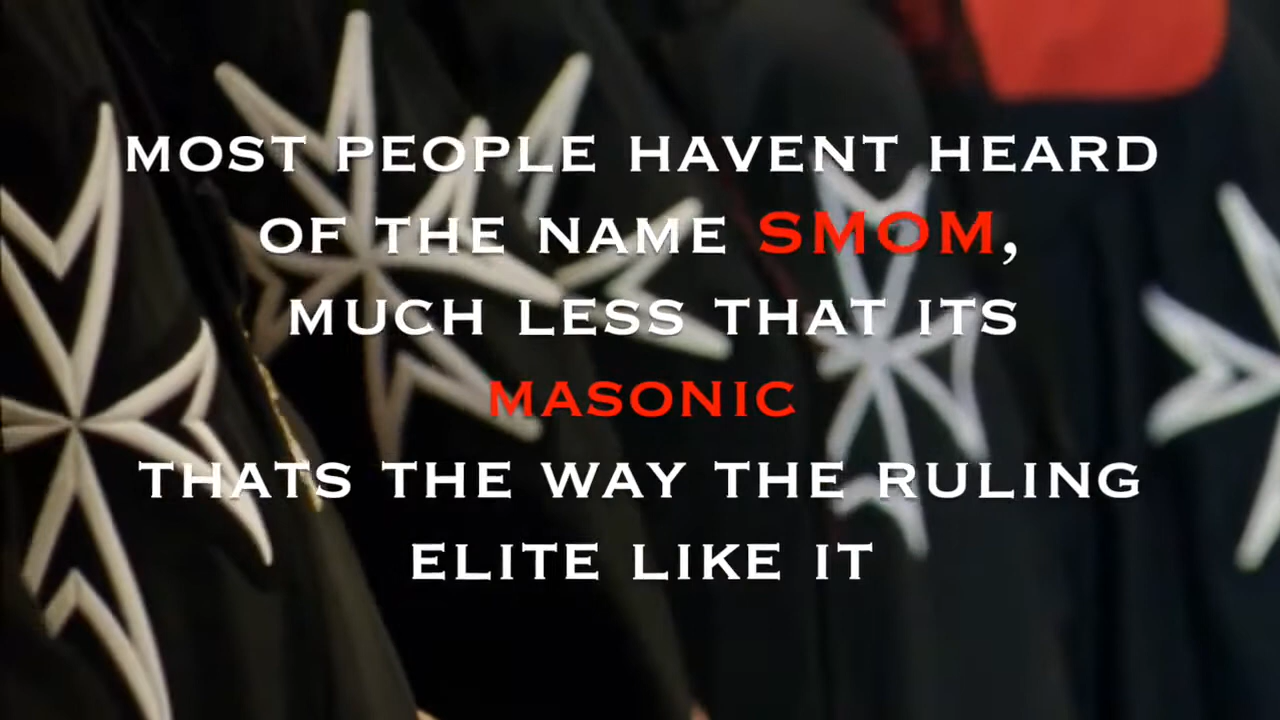 MOST PEOPLE HAVENT HEARD
OF THE NAME SMOM,
MUCH LESS THAT ITS
MASONIC
THATS THE WAY THE RULING
ELITE LIKE IT